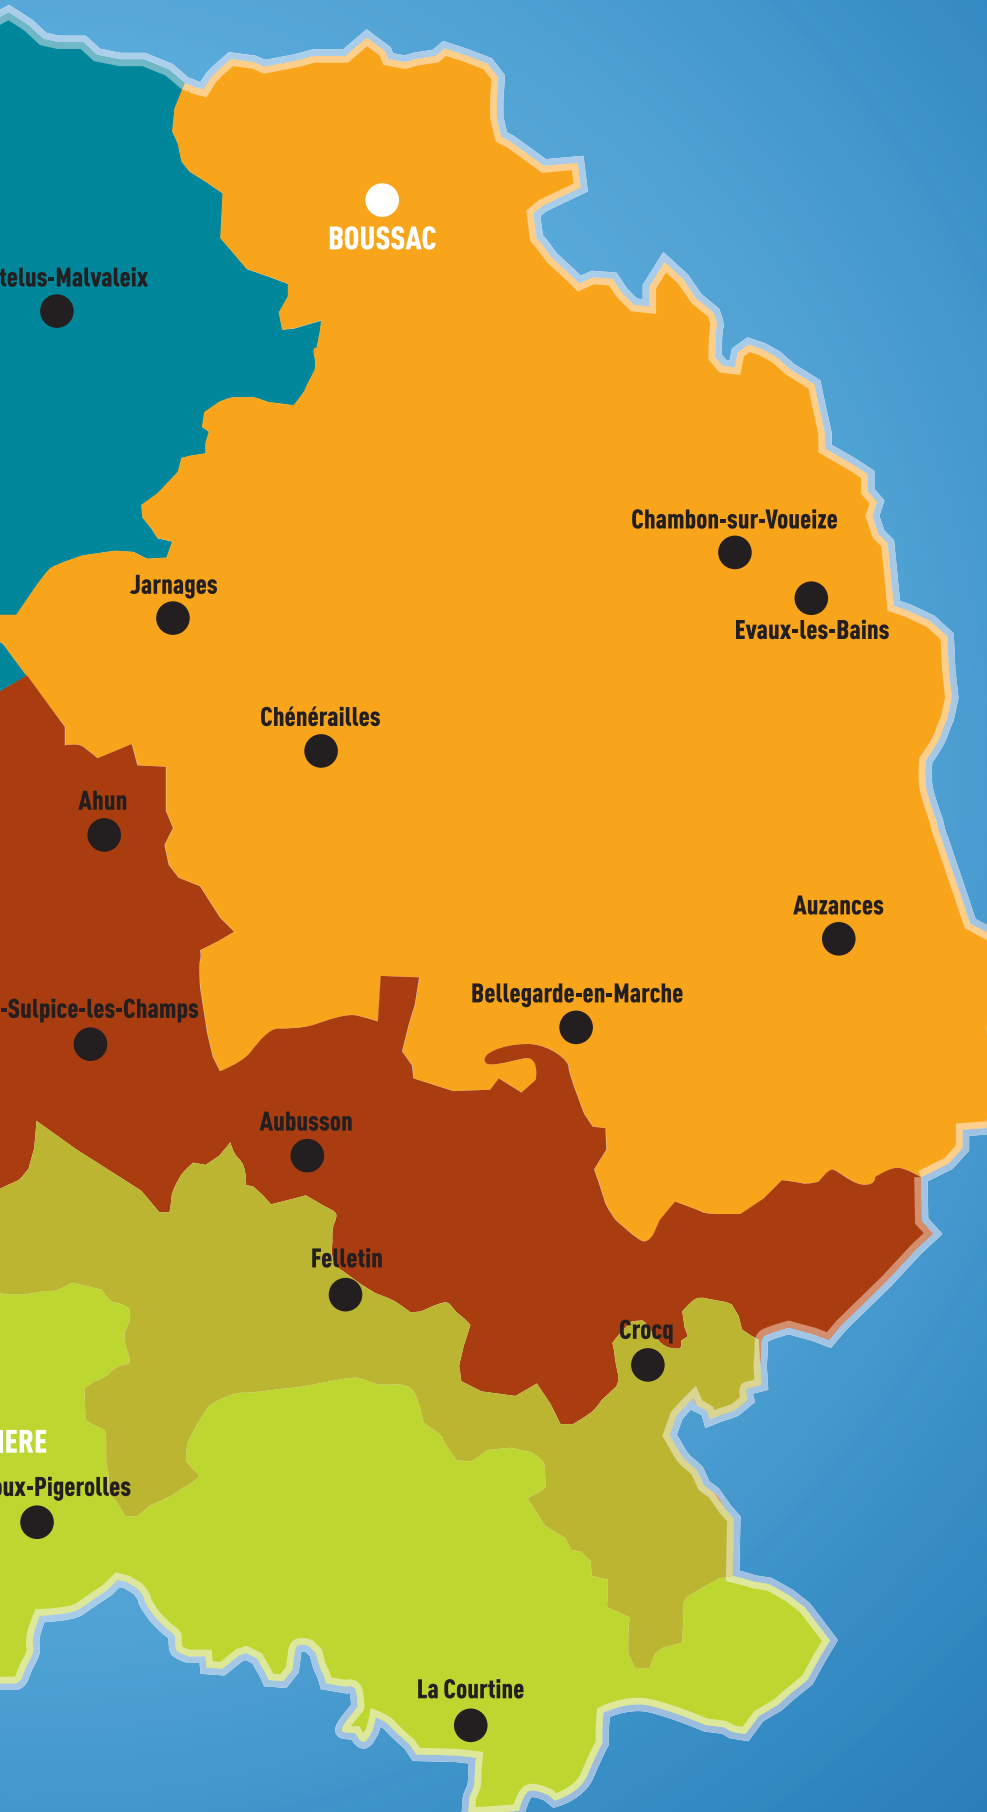 BOUSSAC
telus-Malvaleix
Chambon-sur-Voueize
Jarnages
Evaux-les-Bains
Chénérailles
Ahun
Auzances
Bellegarde-en-Marche
-Sulpice-les-Champs
Aubusson
Felletin
Crocq
IERE
oux-Pigerolles
La Courtine